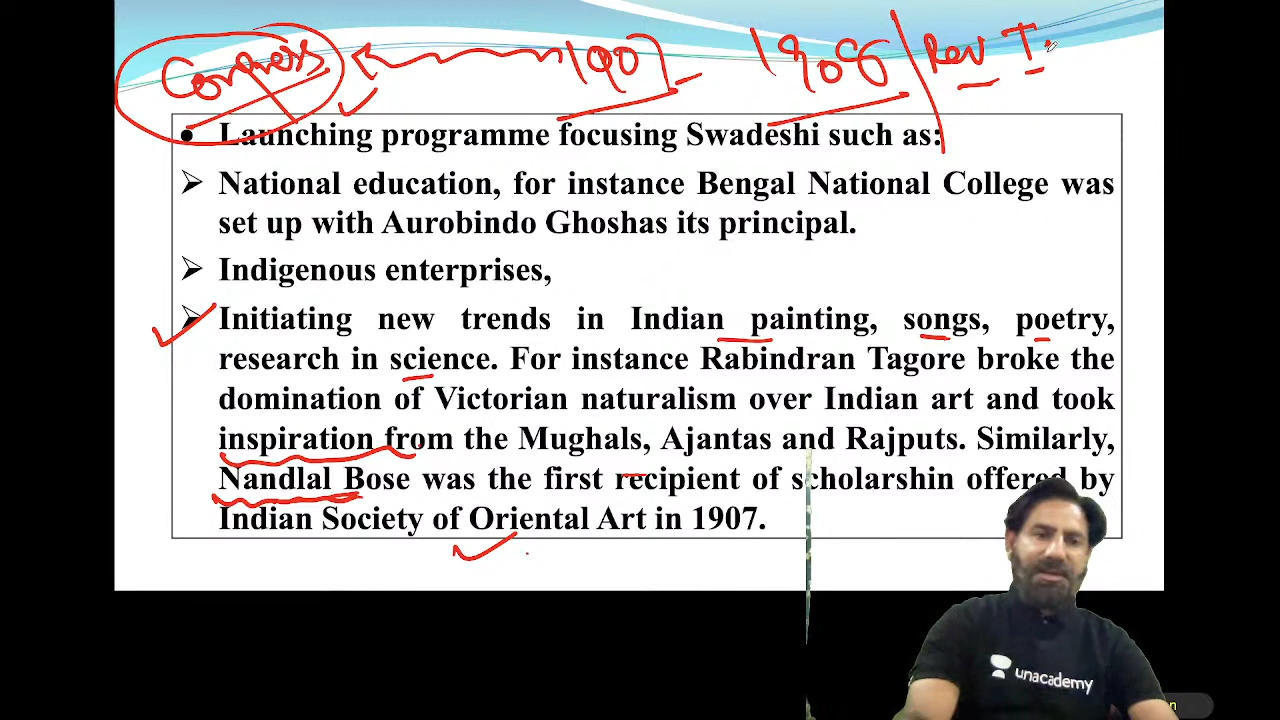 Congress 1907 1908 Rev T.
• Launching programme focusing Swadeshi such as:
➢ National education, for instance Bengal National College was
set up with Aurobindo Ghoshas its principal.
➢ Indigenous enterprises,
➢ Initiating new trends in Indian painting, songs, poetry,
research in science. For instance Rabindran Tagore broke the
domination of Victorian naturalism over Indian art and took
inspiration from the Mughals, Ajantas and Rajputs. Similarly,
Nandlal Bose was the first recipient of scholarship offered by
Indian Society of Oriental Art in 1907.
unacademy